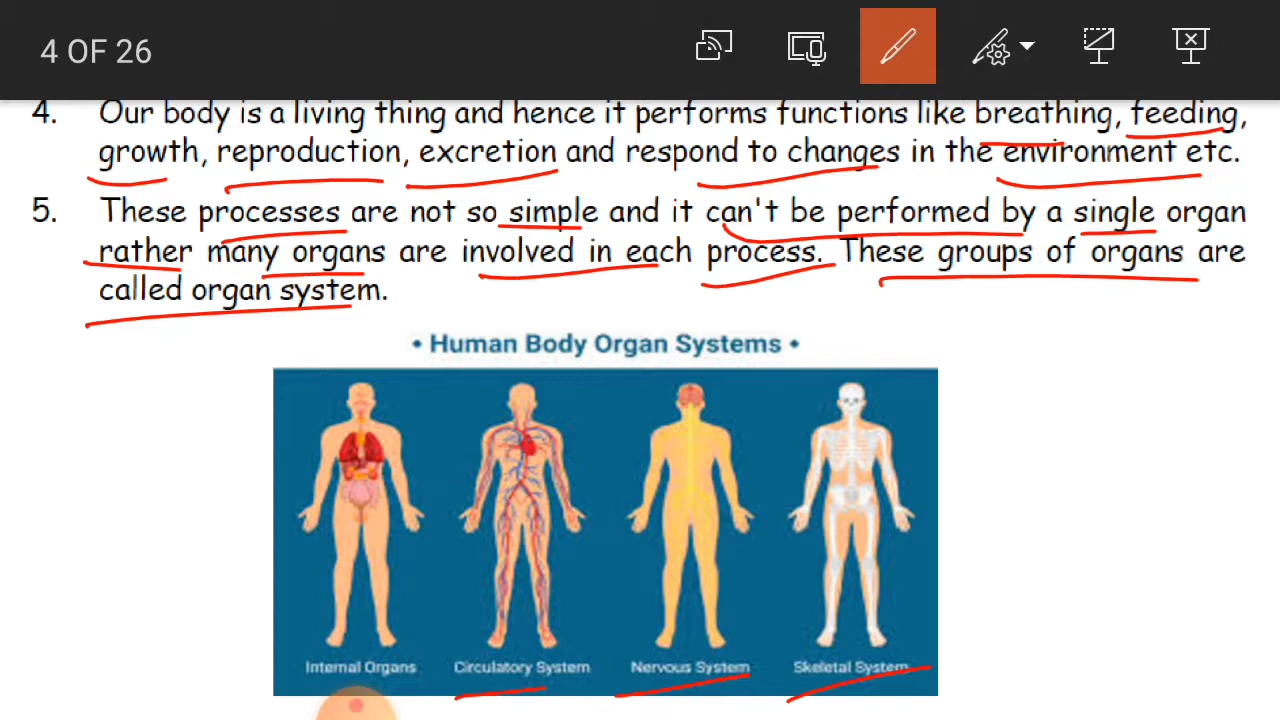 4 OF 26
4. Our body is a living thing and hence it performs functions like breathing, feeding,
growth, reproduction, excretion and respond to changes in the environment etc.
5. These processes are not so simple and it can't be performed by a single organ
rather many organs are involved in each process. These groups of organs are
called organ system.
• Human Body Organ Systems •
Internal Organs Circulatory System Nervous System Skeletal System